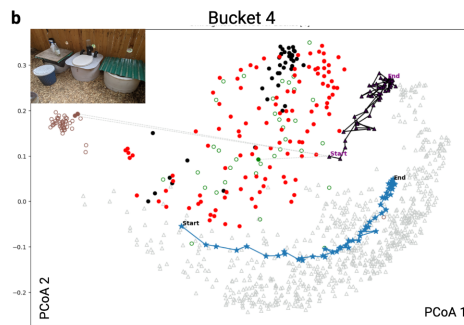 b
Bucket 4
0.3
0.2
0.1
0.0
−0.1
−0.2
End
Start
End
Start
PCoA 2
PCoA 1